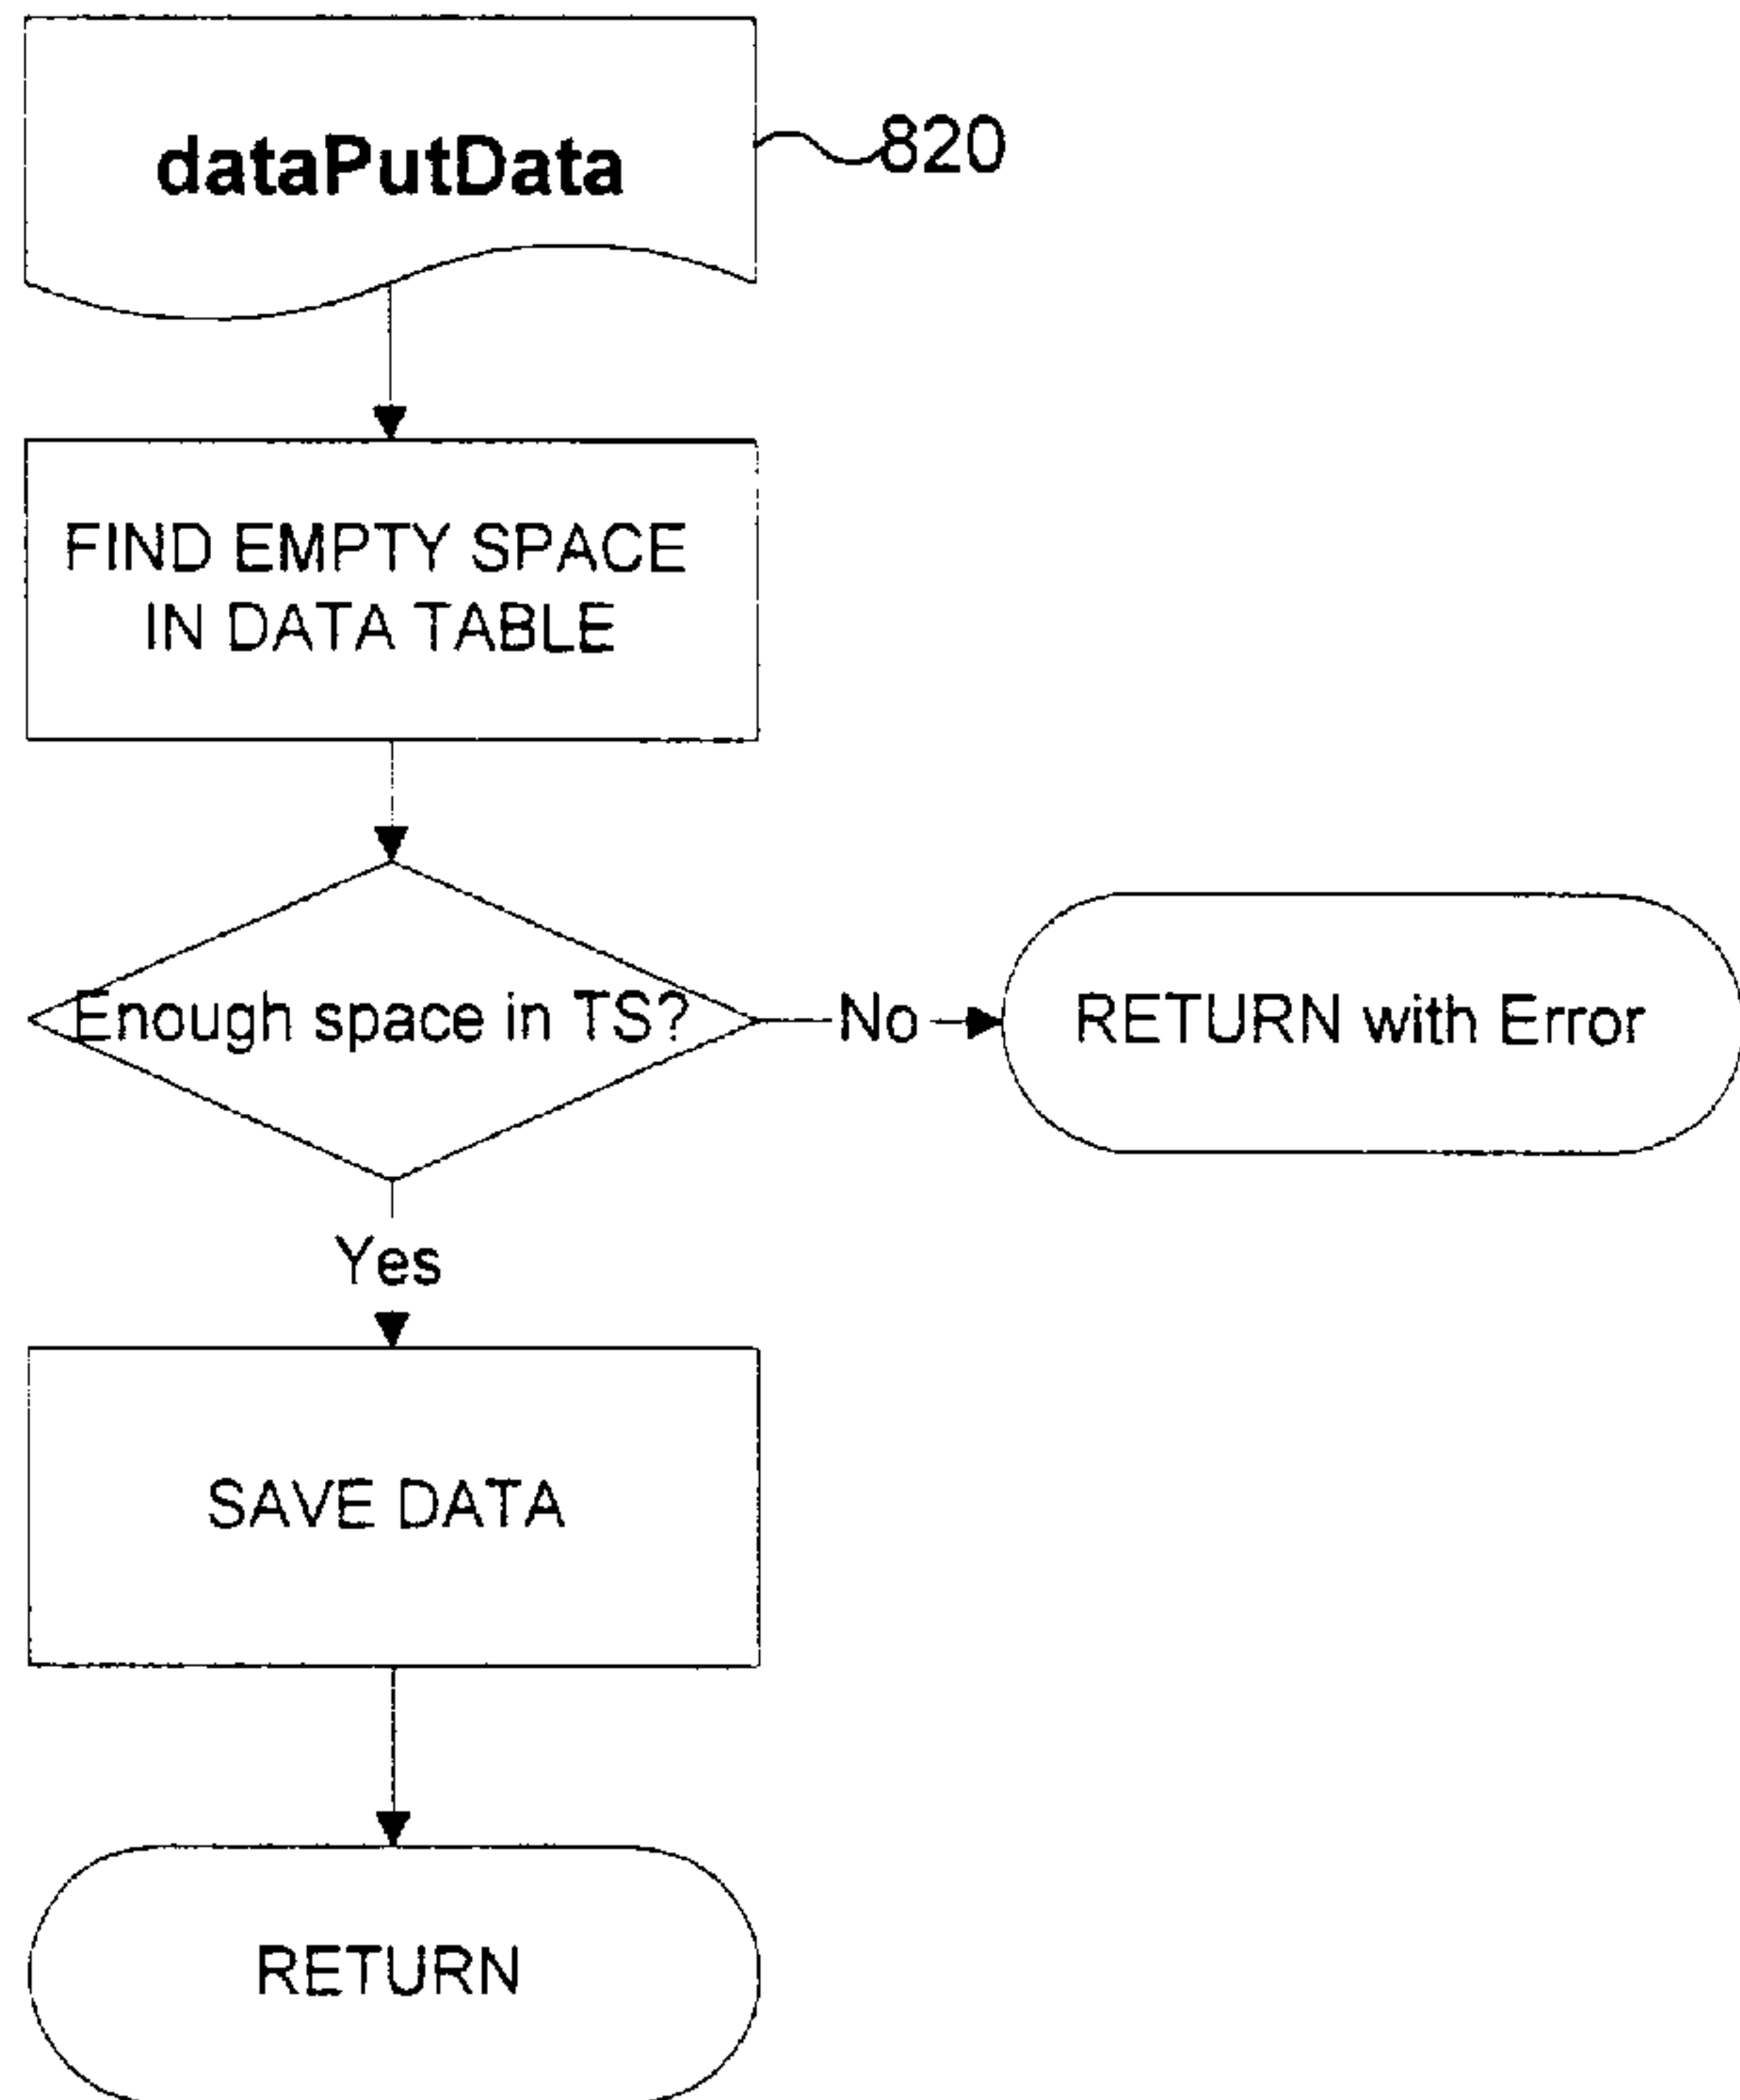 dataPutData
820
FIND EMPTY SPACE
IN DATA TABLE
Enough space in TS?
No
RETURN with Error
Yes
SAVE DATA
RETURN